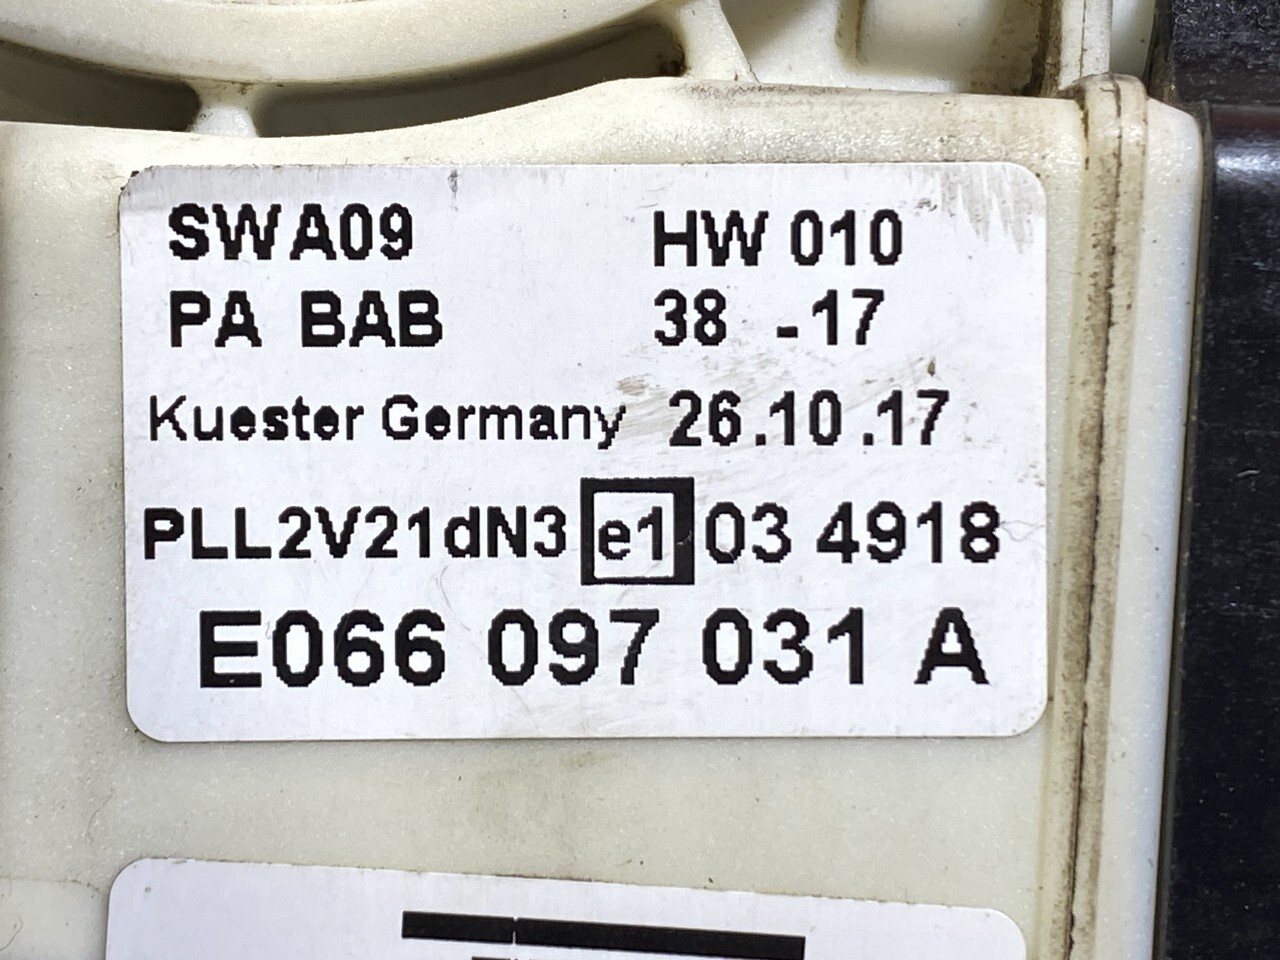 SWA09 HW 010
PA BAB 38 -17
Kuester Germany 26.10.17
PLL2V21dN3 e1 03 4918
E066 097 031 A